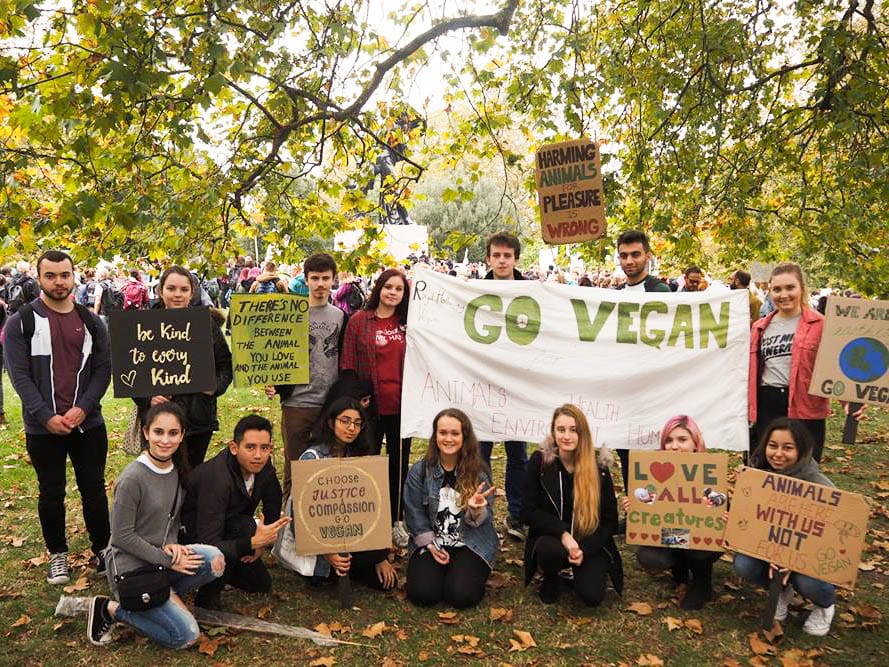 HARMING
ANIMALS
FOR
PLEASURE
IS
WRONG
be Kind
to every
Kind
THERE'S NO
DIFFERENCE
BETWEEN
THE ANIMAL
YOU LOVE
AND THE ANIMAL
YOU USE
GO VEGAN
ANIMALS
HEALTH
WE ARE
GO VEG
CHOOSE
JUSTICE
COMPASSION
GO
VEGAN
LOVE
ALL
creatures
ANIMALS
ARE HERE
WITH US
NOT
FOR US
GO
VEGAN